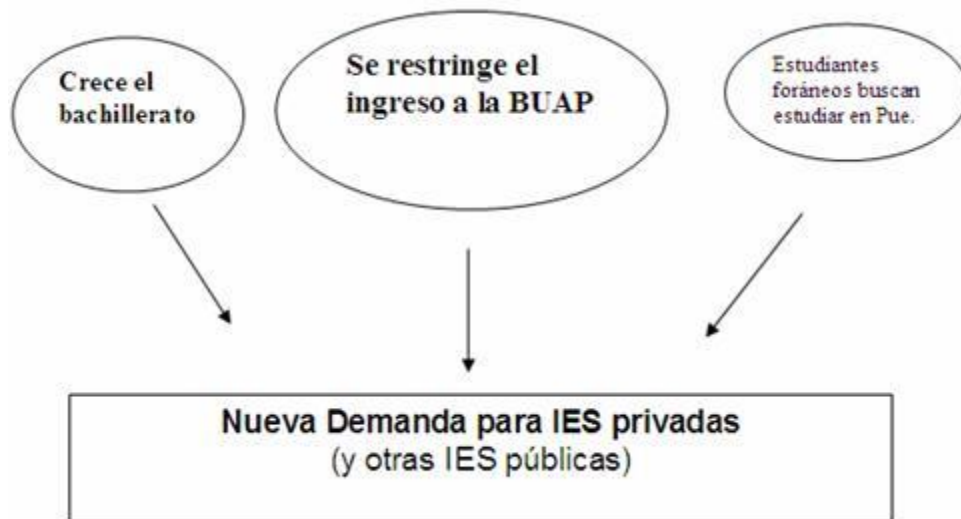 Crece el
bachillerato
Se restringe el
ingreso a la BUAP
Estudiantes
foráneos buscan
estudiar en Pue.
Nueva Demanda para IES privadas
(y otras IES públicas)